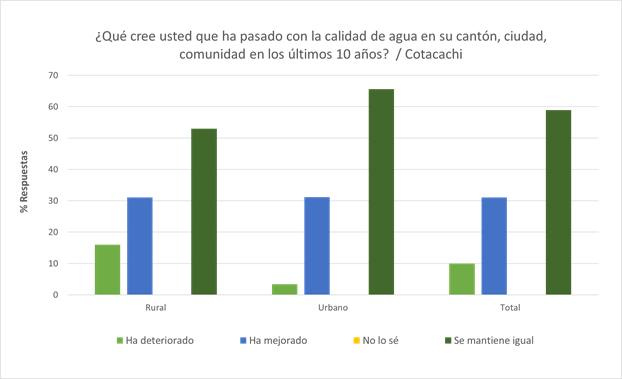 ¿Qué cree usted que ha pasado con la calidad de agua en su cantón, ciudad,
comunidad en los últimos 10 años?  / Cotacachi
70
60
50
40
30
20
10
0
% Respuestas
Rural
Urbano
Total
Ha deteriorado
Ha mejorado
No lo sé
Se mantiene igual